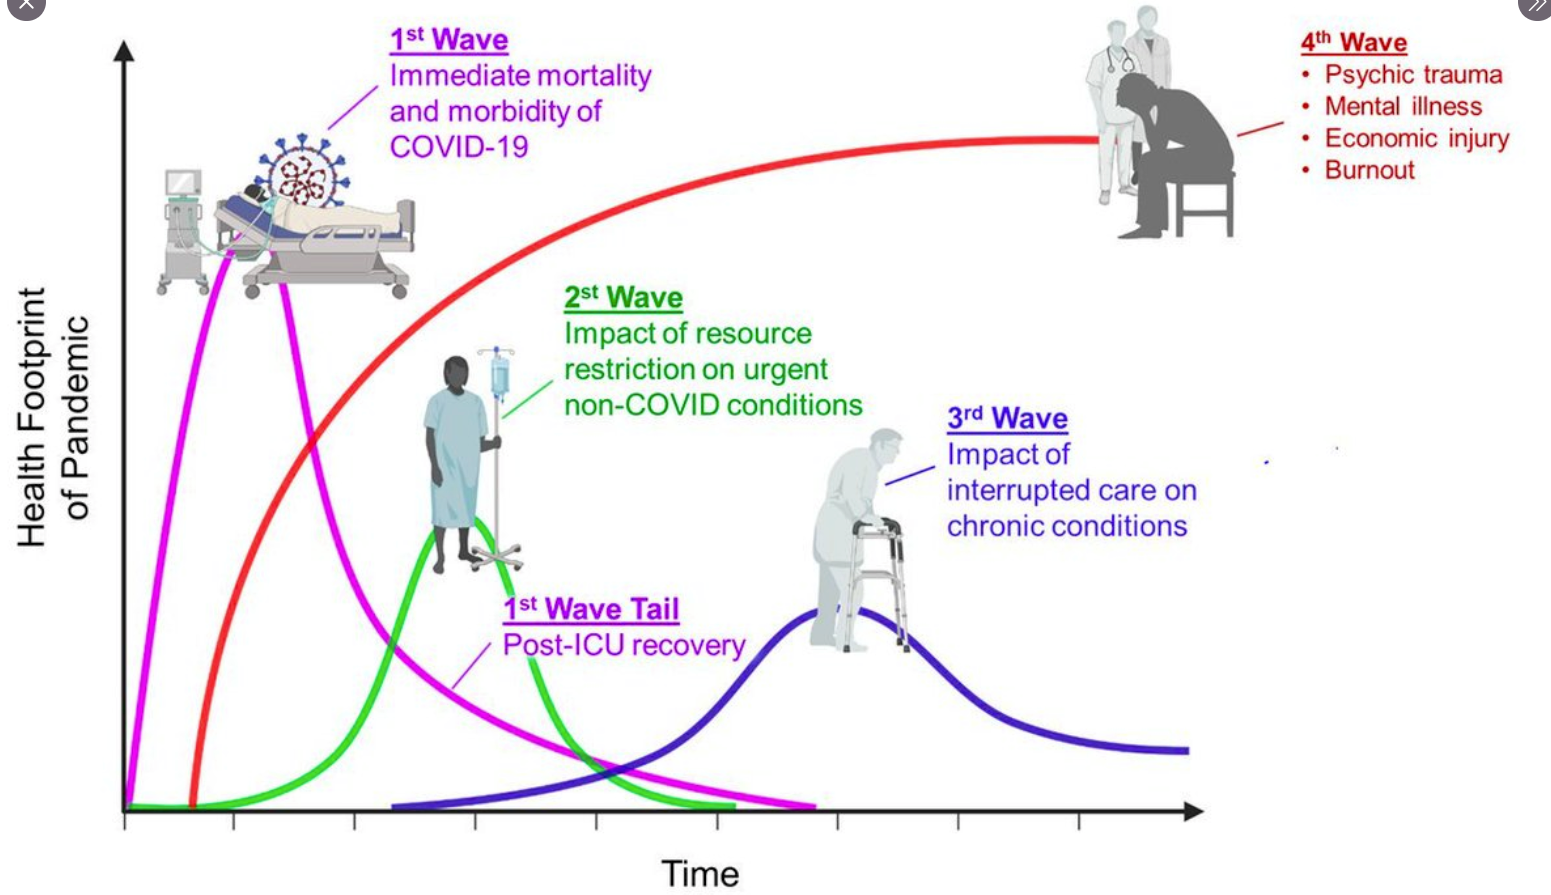 1st Wave
Immediate mortality
and morbidity of
COVID-19
4th Wave
• Psychic trauma
• Mental illness
• Economic injury
• Burnout
2st Wave
Impact of resource
restriction on urgent
non-COVID conditions
3rd Wave
Impact of
interrupted care on
chronic conditions
1st Wave Tail
Post-ICU recovery
Health Footprint
of Pandemic
Time